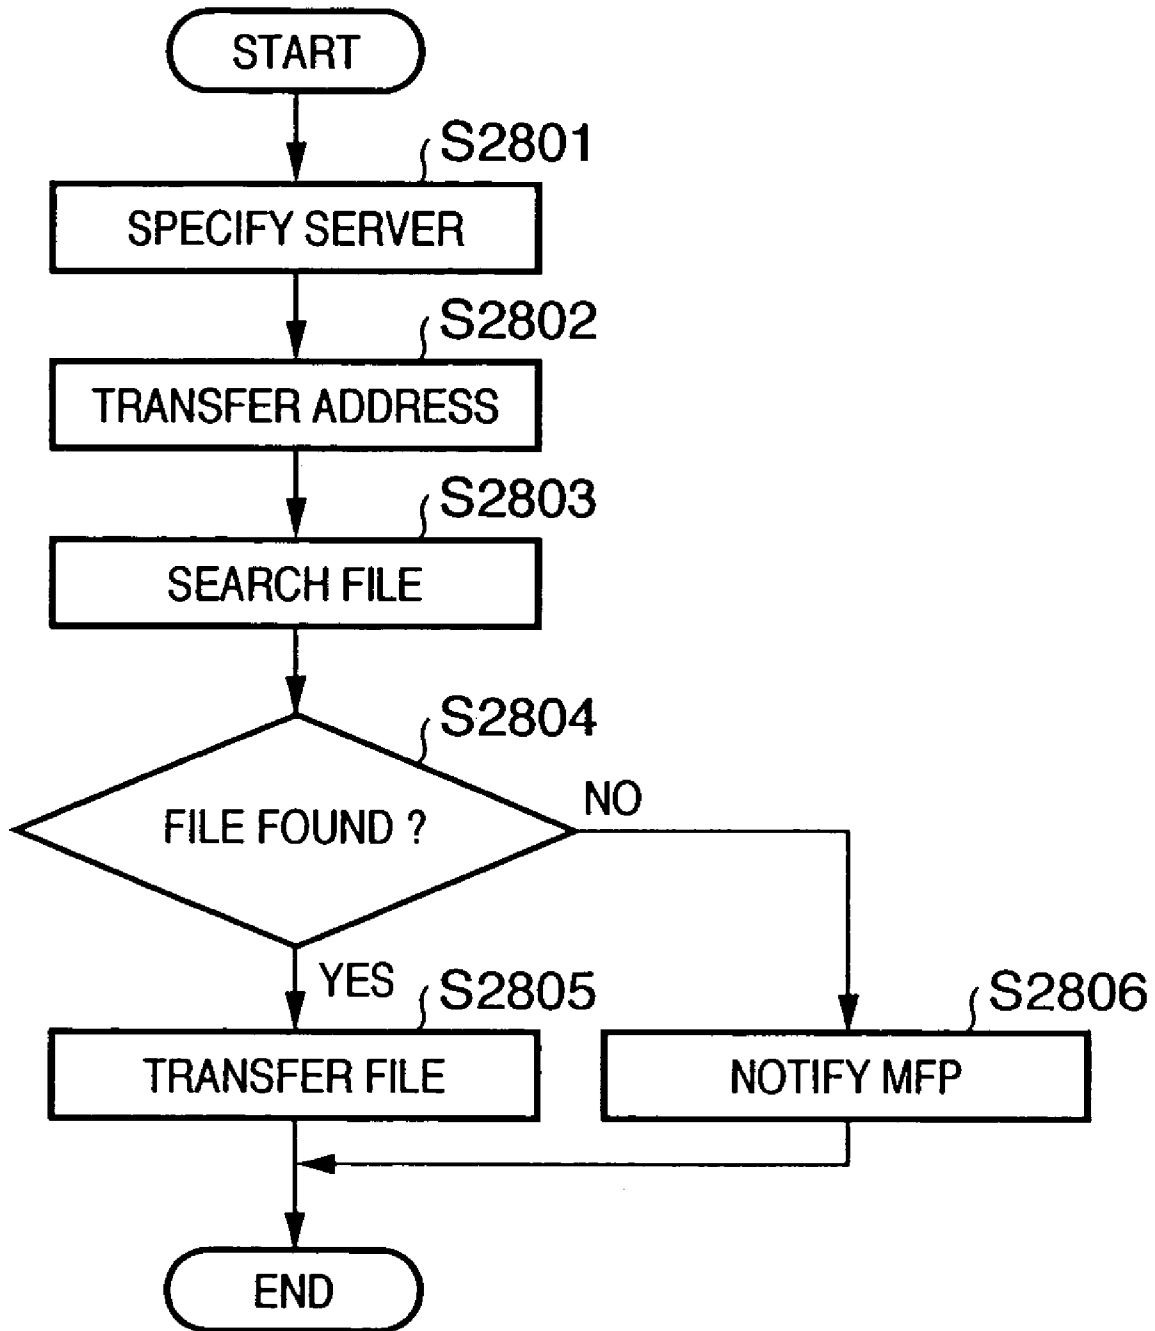 START
S2801
SPECIFY SERVER
S2802
TRANSFER ADDRESS
S2803
SEARCH FILE
S2804
FILE FOUND ?
NO
YES
S2805
TRANSFER FILE
S2806
NOTIFY MFP
END